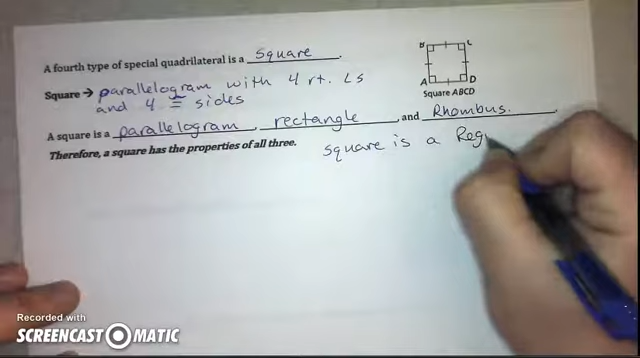 A fourth type of special quadrilateral is a square.
Square → parallelogram with 4 rt. ∠s
and 4 ≅ sides
B C
A D
Square ABCD
A square is a parallelogram, rectangle, and Rhombus.
Therefore, a square has the properties of all three.
square is a Reg
Recorded with
SCREENCAST O MATIC